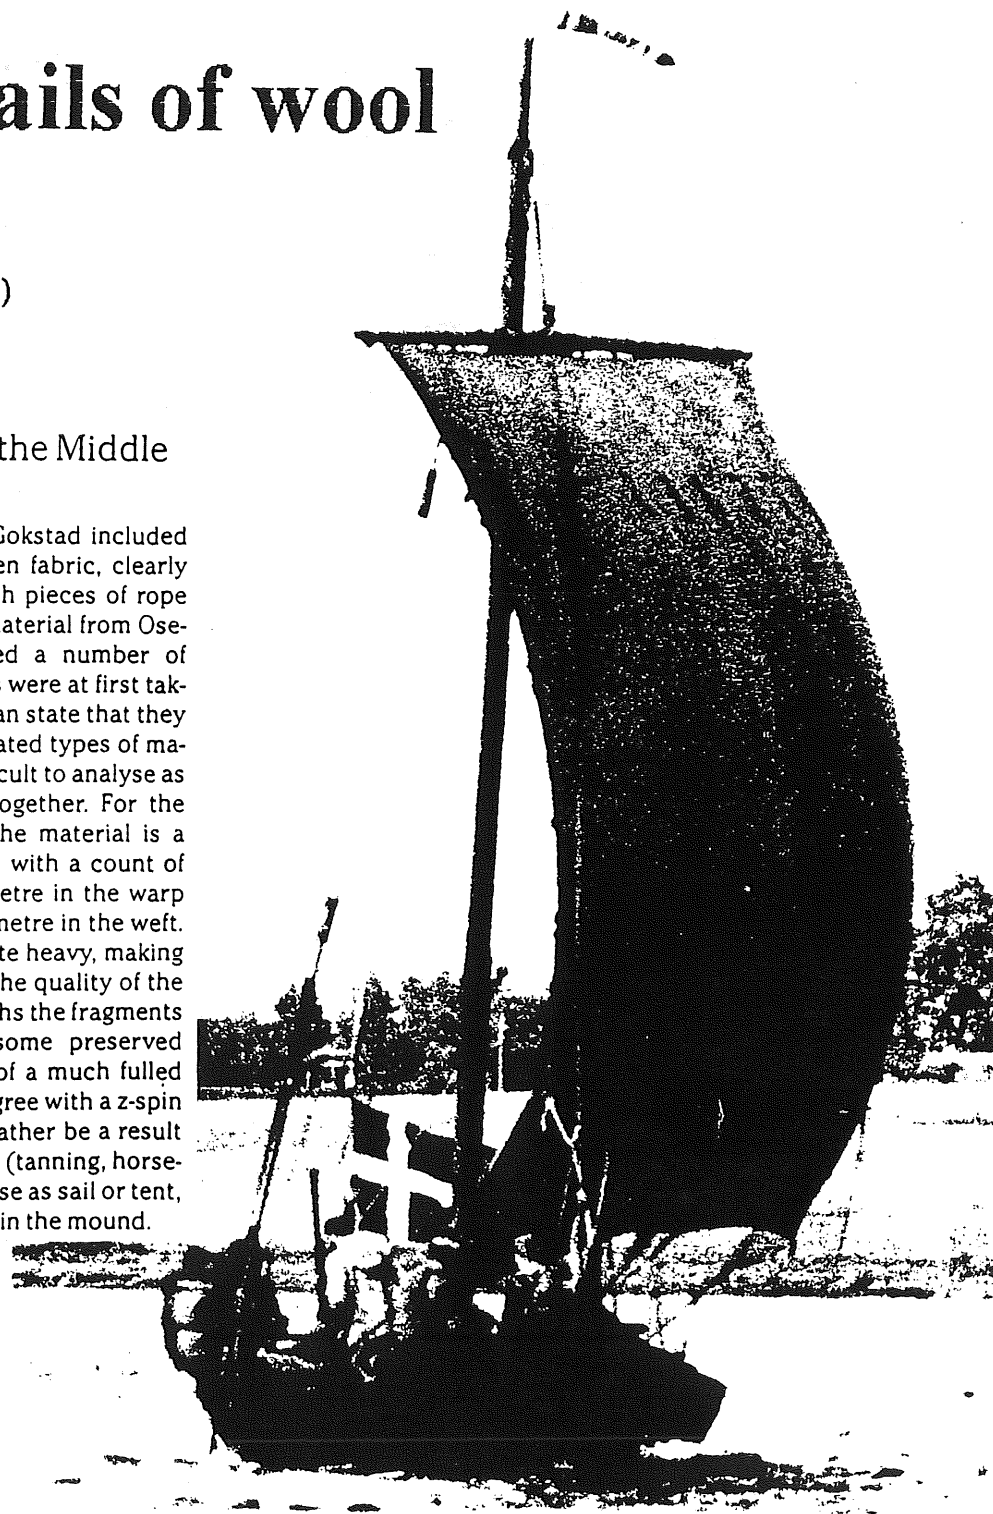 ails of wool
)
the Middle
Gokstad included
en fabric, clearly
h pieces of rope
aterial from Ose-
ed a number of
s were at first tak-
an state that they
ated types of ma-
cult to analyse as
ogether. For the
he material is a
with a count of
etre in the warp
metre in the weft.
te heavy, making
he quality of the
hs the fragments
some preserved
of a much fulled
gree with a z-spin
ather be a result
(tanning, horse-
se as sail or tent,
in the mound.